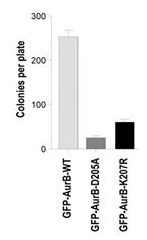 Colonies per plate
300
200
100
0
GFP-AurB-WT
GFP-AurB-D205A
GFP-AurB-K207R